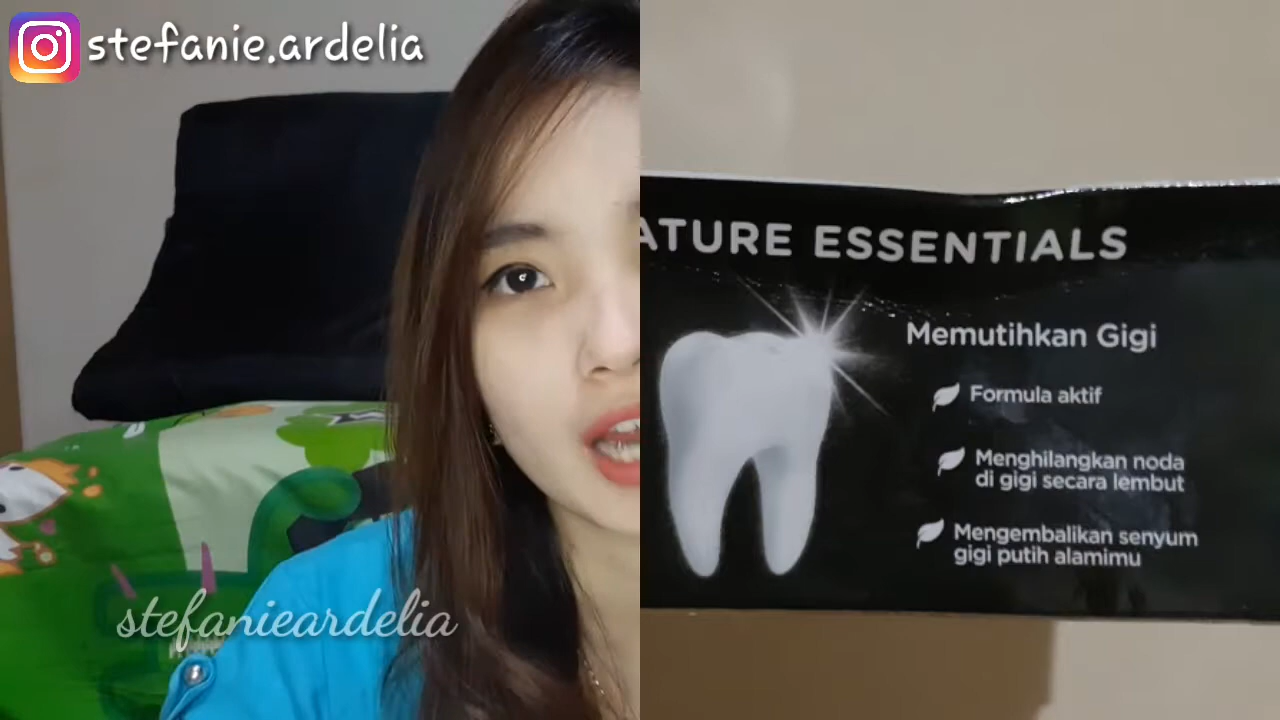 stefanie.ardelia
stefanieardelia
ATURE ESSENTIALS
Memutihkan Gigi
Formula aktif
Menghilangkan noda
di gigi secara lembut
Mengembalikan senyum
gigi putih alamimu